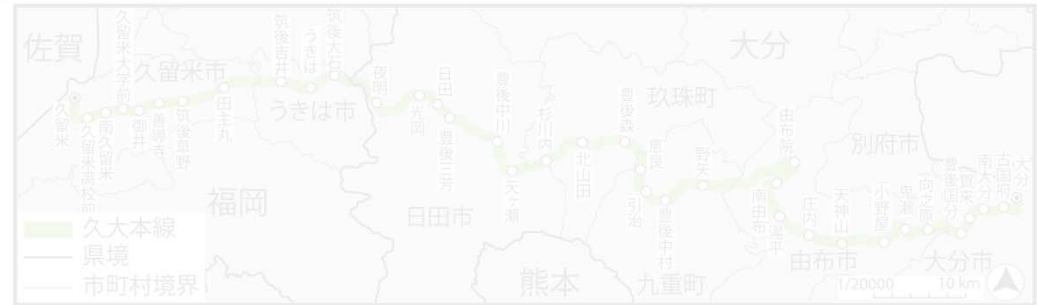 佐賀
久留米市
うきは市
福岡
日田市
熊本
大分
玖珠町
九重町
別府市
由布市
大分市
久留米
久留米高校前
南久留米
久留米大学前
御井
善導寺
筑後草野
田主丸
筑後吉井
うきは
筑後大石
夜明
光岡
日田
豊後三芳
豊後中川
天ヶ瀬
杉河内
北山田
豊後森
恵良
引治
豊後中村
野矢
由布院
南由布
湯平
庄内
天神山
小野屋
鬼瀬
向之原
豊後国分
賀来
南大分
古国府
大分
久大本線
県境
市町村境界
1/20000
10 km